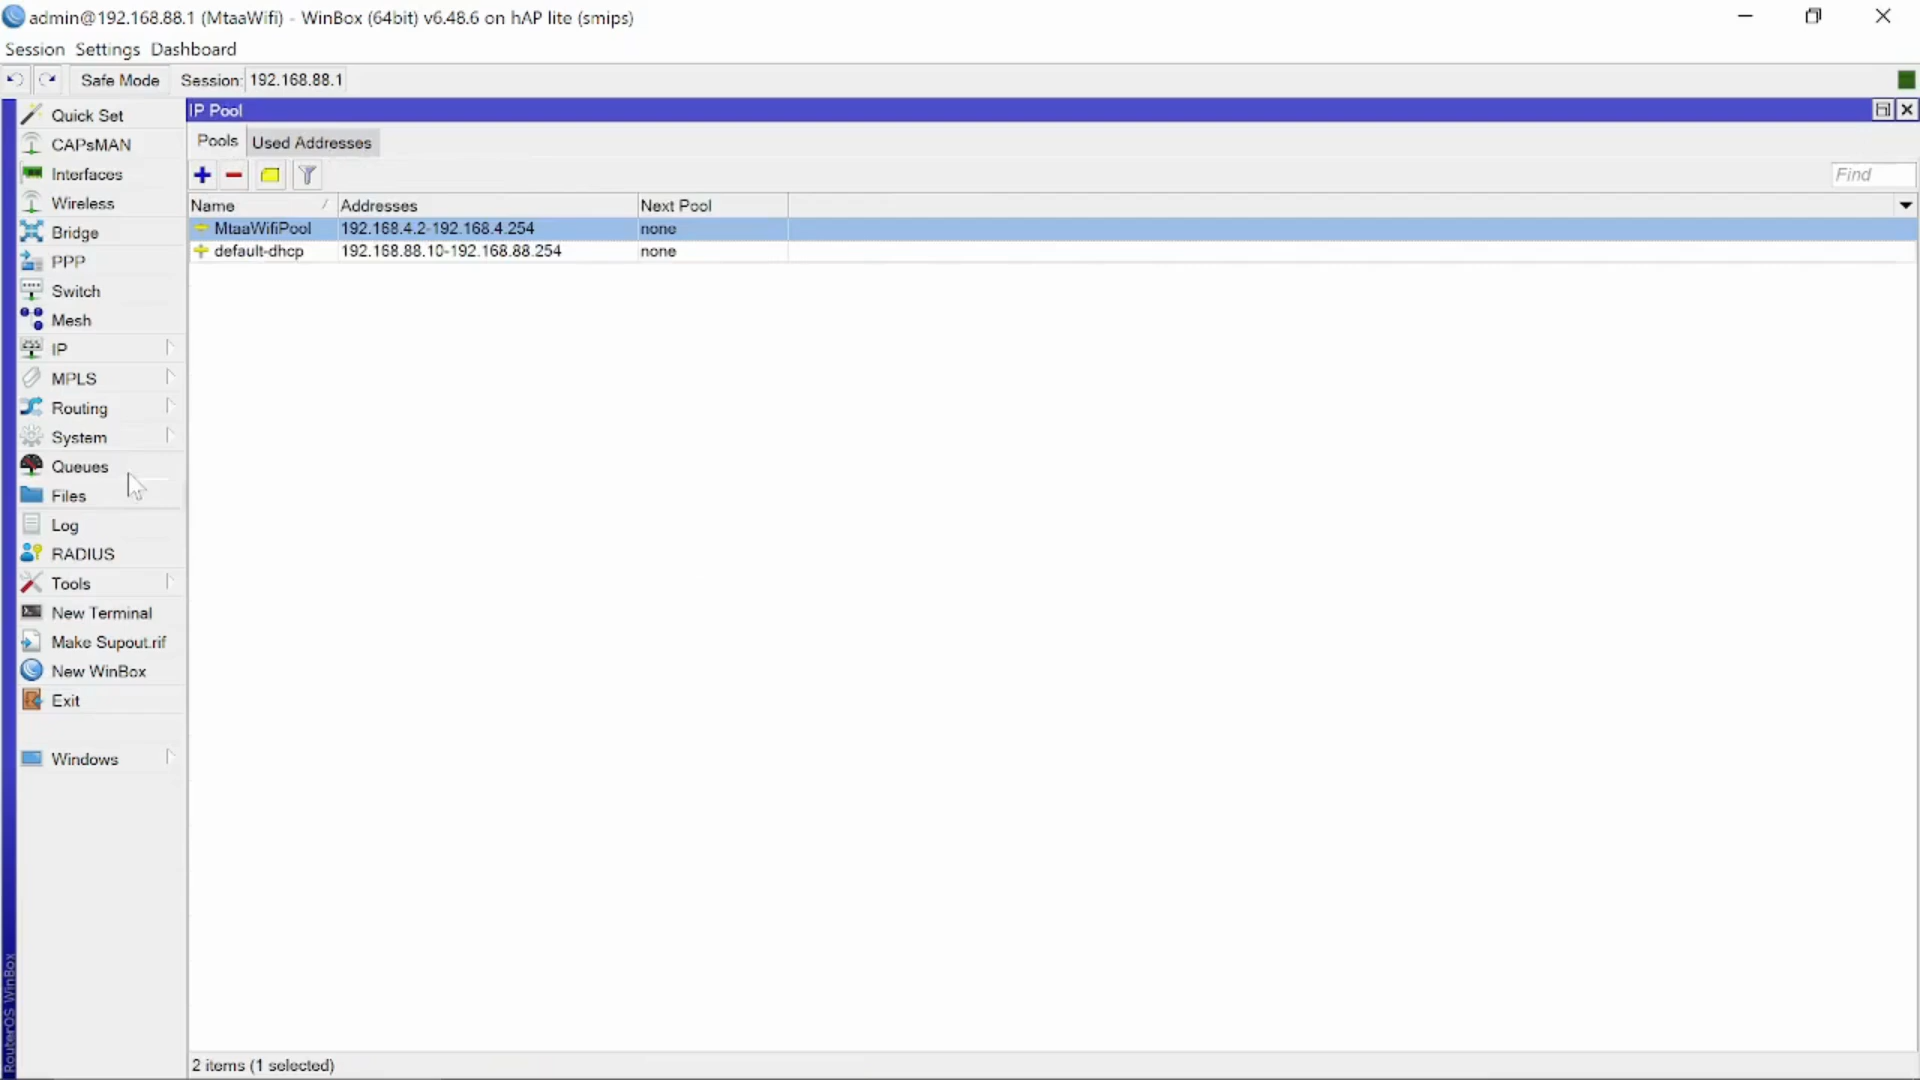 admin@192.168.88.1 (MtaaWifi) - WinBox (64bit) v6.48.6 on hAP lite (smips)
Session Settings Dashboard
Safe Mode Session: 192.168.88.1
IP Pool
Pools Used Addresses
Find
Name Addresses Next Pool
MtaaWifiPool 192.168.4.2-192.168.4.254 none
default-dhcp 192.168.88.10-192.168.88.254 none
Quick Set
CAPsMAN
Interfaces
Wireless
Bridge
PPP
Switch
Mesh
IP
MPLS
Routing
System
Queues
Files
Log
RADIUS
Tools
New Terminal
Make Supout.rif
New WinBox
Exit
Windows
RouterOS WinBox
2 items (1 selected)